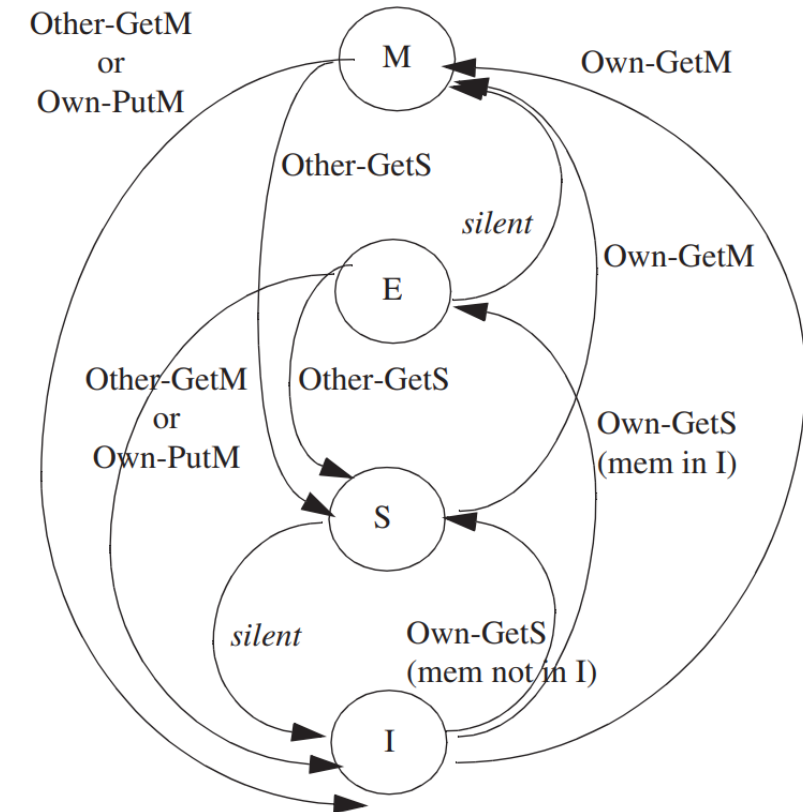 Other-GetM
or
Own-PutM
M
Own-GetM
Other-GetS
silent
E
Own-GetM
Other-GetM
or
Own-PutM
Other-GetS
Own-GetS
(mem in I)
S
silent
Own-GetS
(mem not in I)
I